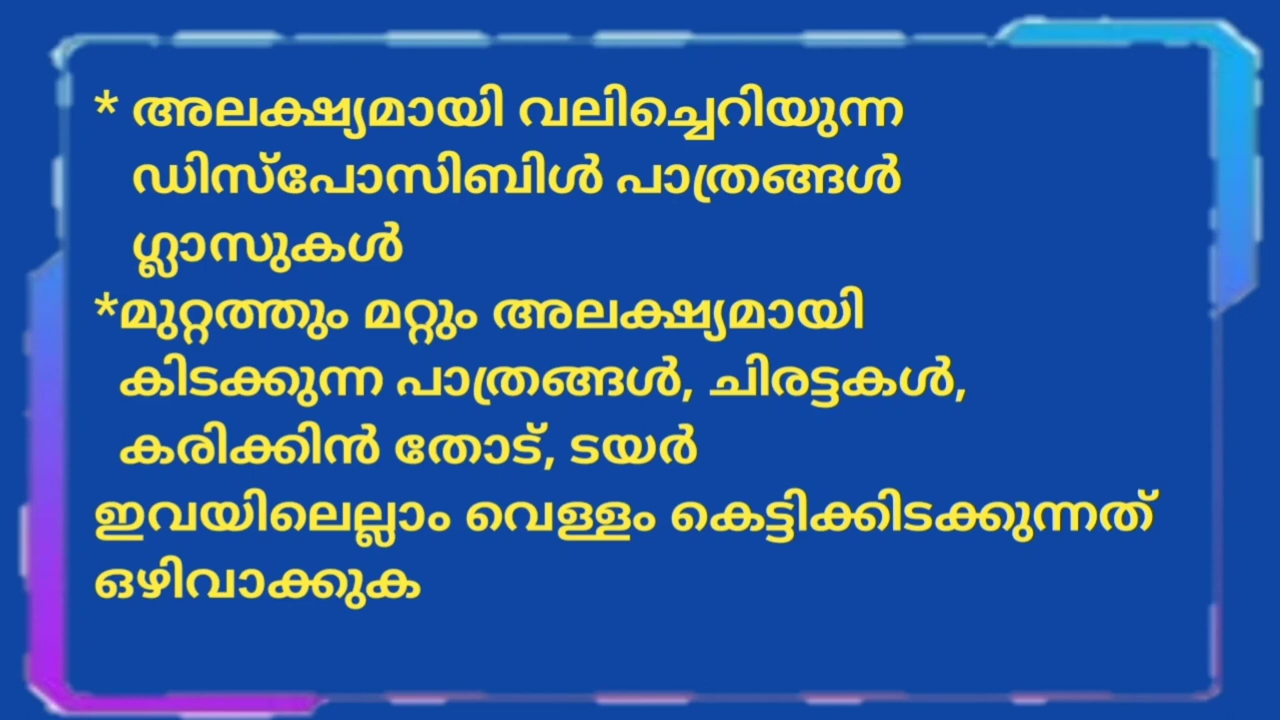 * അലക്ഷ്യമായി വലിച്ചെറിയുന്ന
ഡിസ്പോസിബിൾ പാത്രങ്ങൾ
ഗ്ലാസുകൾ
*മുറ്റത്തും മറ്റും അലക്ഷ്യമായി
കിടക്കുന്ന പാത്രങ്ങൾ, ചിരട്ടകൾ,
കരിക്കിൻ തോട്, ടയർ
ഇവയിലെല്ലാം വെള്ളം കെട്ടിക്കിടക്കുന്നത്
ഒഴിവാക്കുക